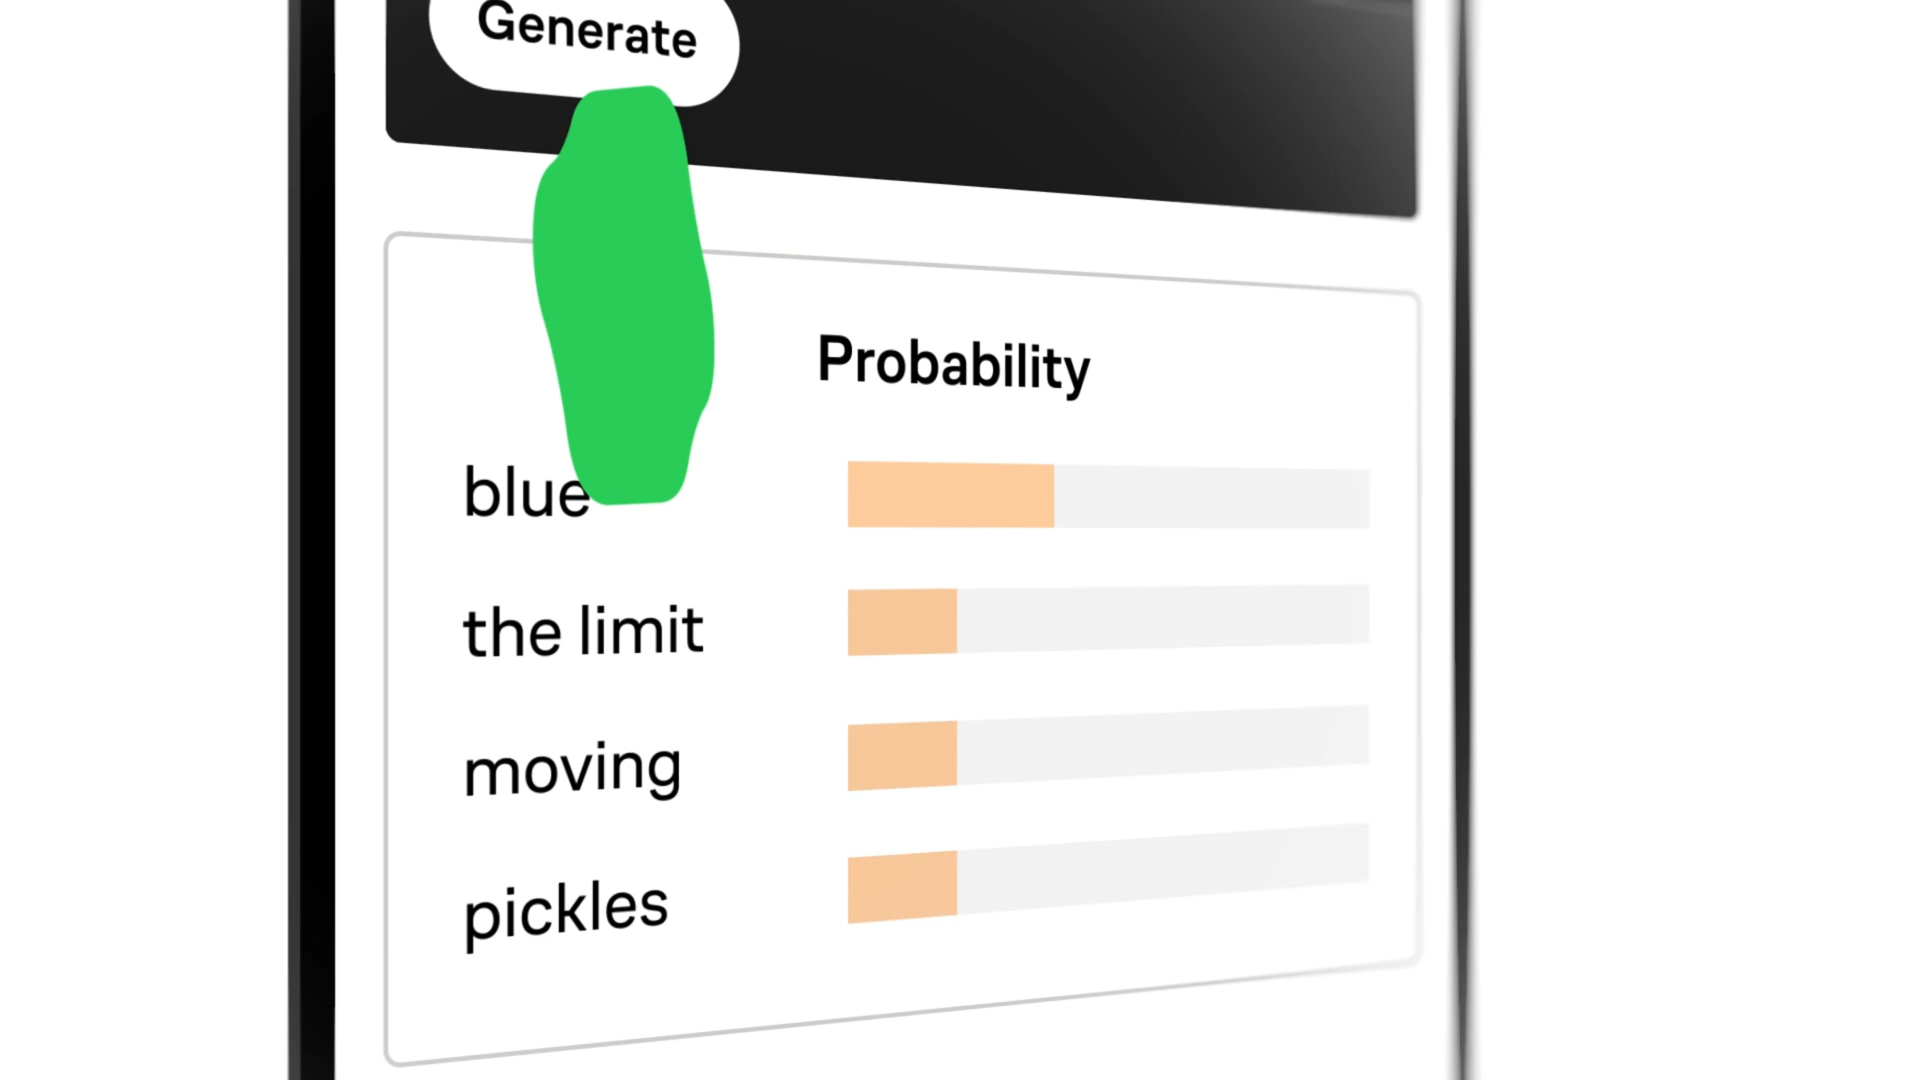 Generate
Probability
blue
the limit
moving
pickles